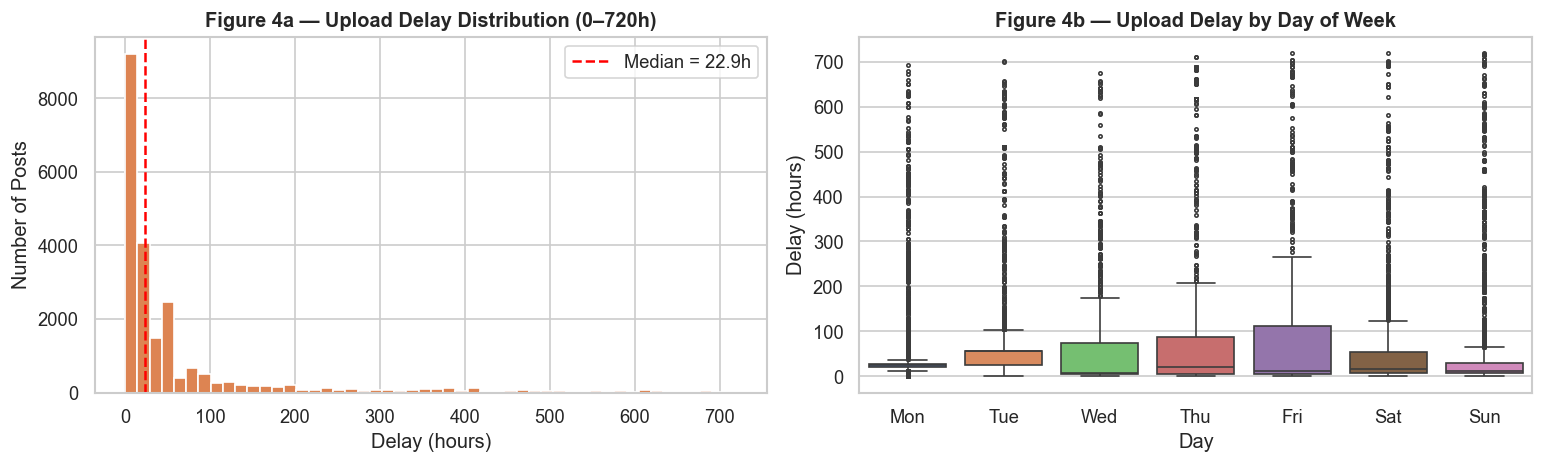 Figure 4a — Upload Delay Distribution (0–720h)
Number of Posts
8000
6000
4000
2000
0
Median = 22.9h
0 100 200 300 400 500 600 700
Delay (hours)
Figure 4b — Upload Delay by Day of Week
Delay (hours)
700
600
500
400
300
200
100
0
Mon Tue Wed Thu Fri Sat Sun
Day